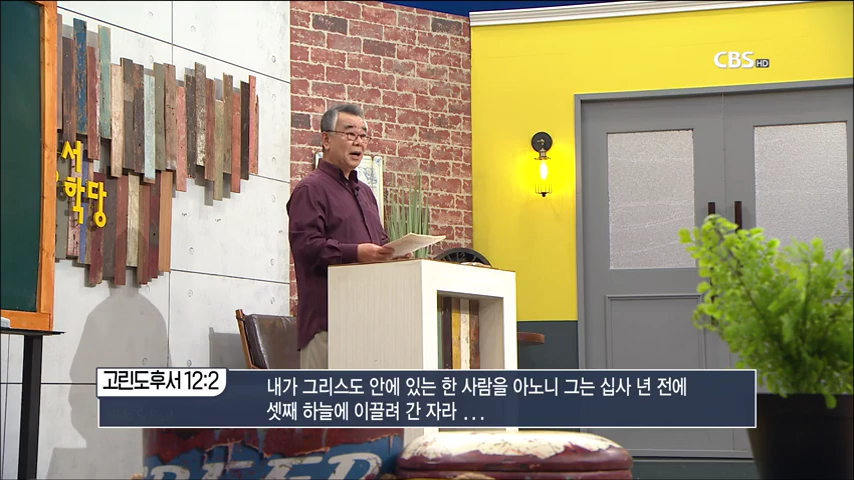 CBS HD
서
학당
고린도후서 12:2
내가 그리스도 안에 있는 한 사람을 아노니 그는 십사 년 전에
셋째 하늘에 이끌려 간 자라 ...